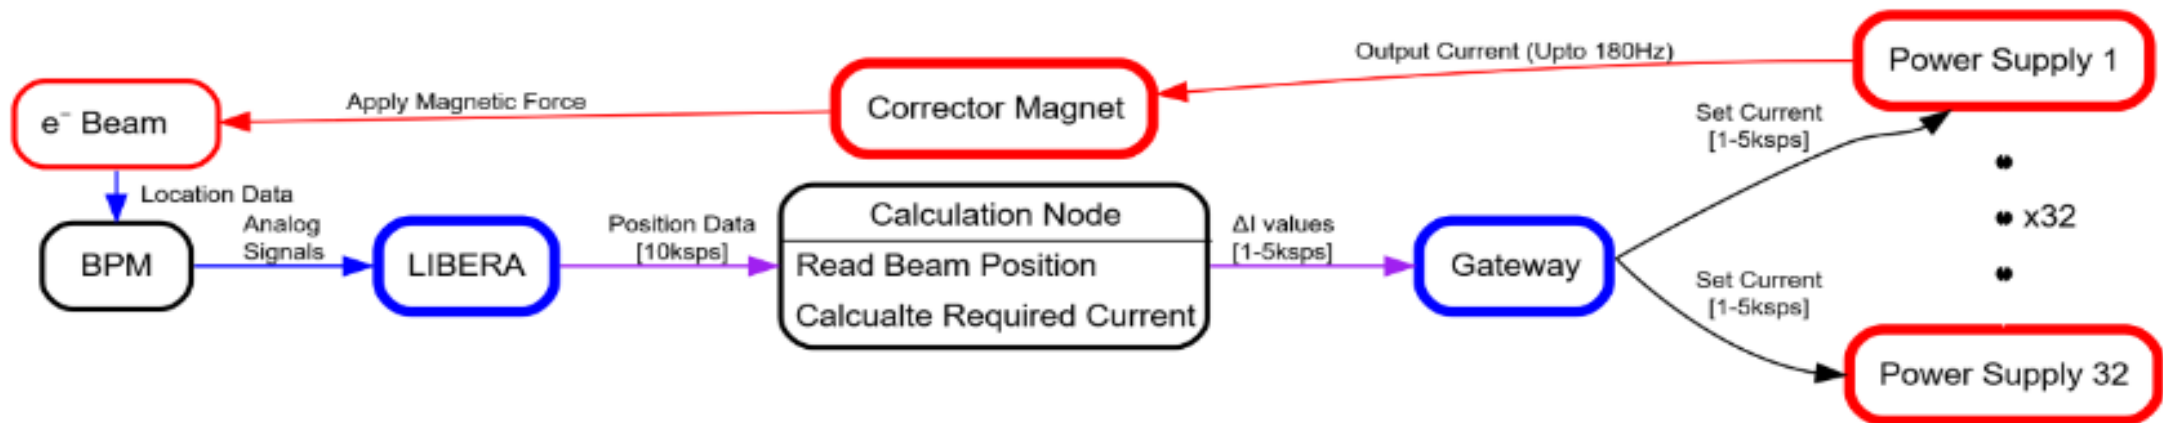 Output Current (Upto 180Hz)
Power Supply 1
Apply Magnetic Force
Corrector Magnet
e⁻ Beam
Set Current
[1-5ksps]
Location Data
Analog
Signals
BPM
LIBERA
Position Data
[10ksps]
Calculation Node
Read Beam Position
Calcualte Required Current
ΔI values
[1-5ksps]
Gateway
x32
Set Current
[1-5ksps]
Power Supply 32